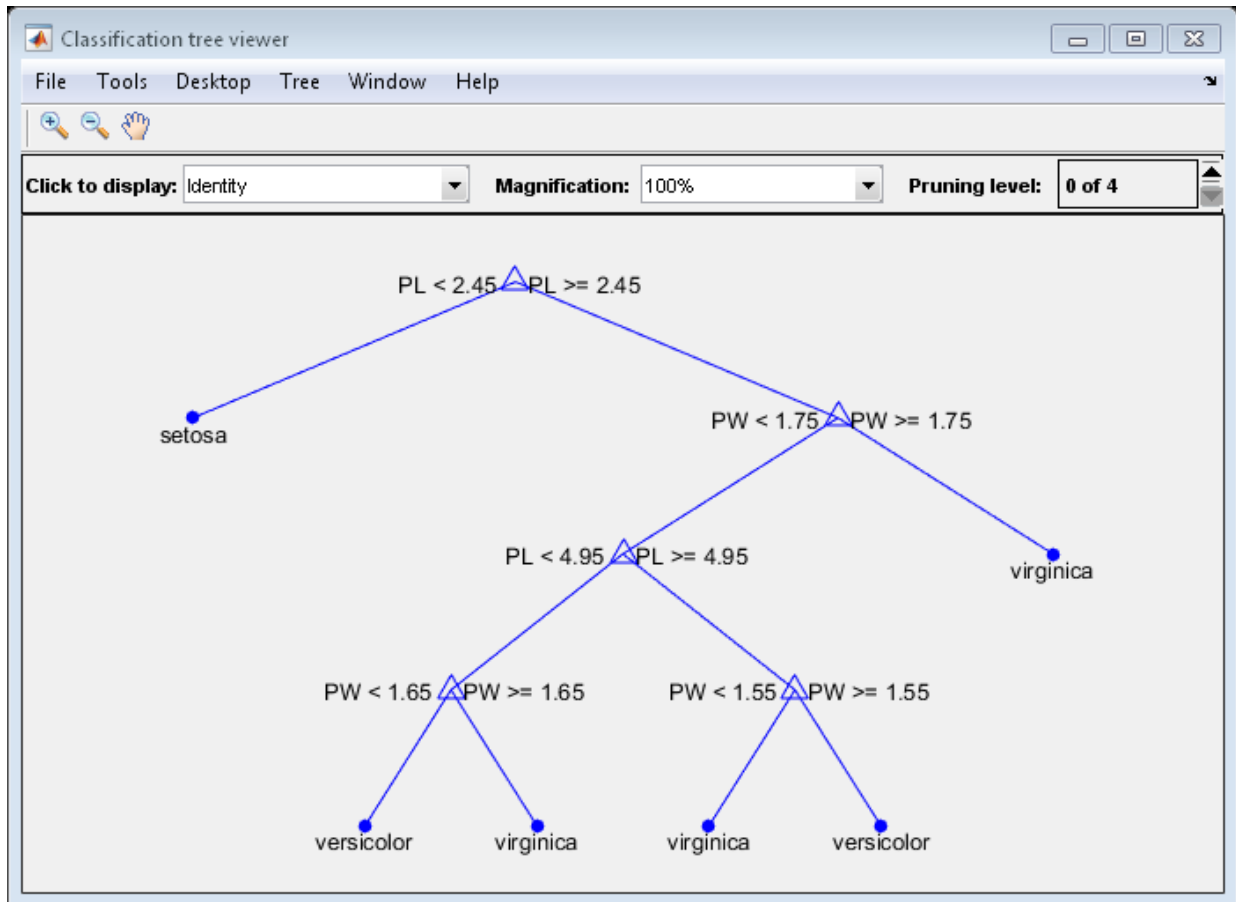 Classification tree viewer
File Tools Desktop Tree Window Help
Click to display: Identity Magnification: 100% Pruning level: 0 of 4
PL < 2.45 PL >= 2.45
setosa
PW < 1.75 PW >= 1.75
PL < 4.95 PL >= 4.95
virginica
PW < 1.65 PW >= 1.65 PW < 1.55 PW >= 1.55
versicolor virginica virginica versicolor